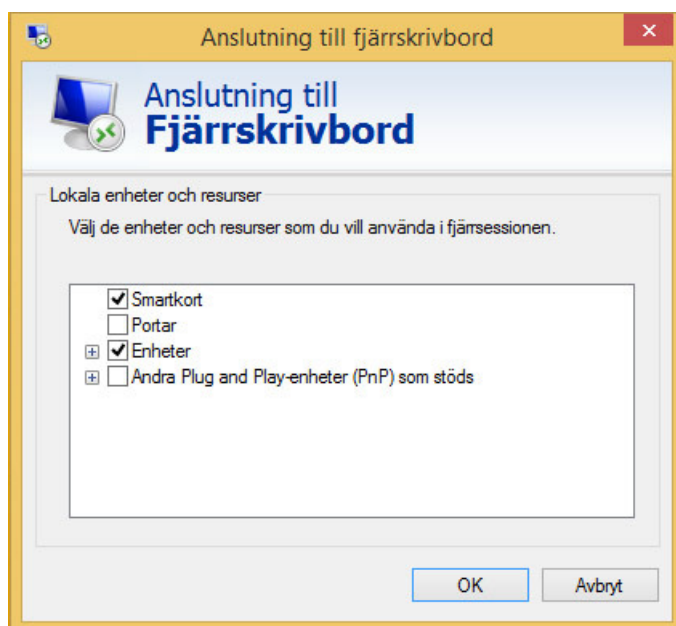 Anslutning till fjärrskrivbord
Anslutning till
Fjärrskrivbord
Lokala enheter och resurser
Välj de enheter och resurser som du vill använda i fjärrsessionen.
Smartkort
Portar
Enheter
Andra Plug and Play-enheter (PnP) som stöds
OK Avbryt